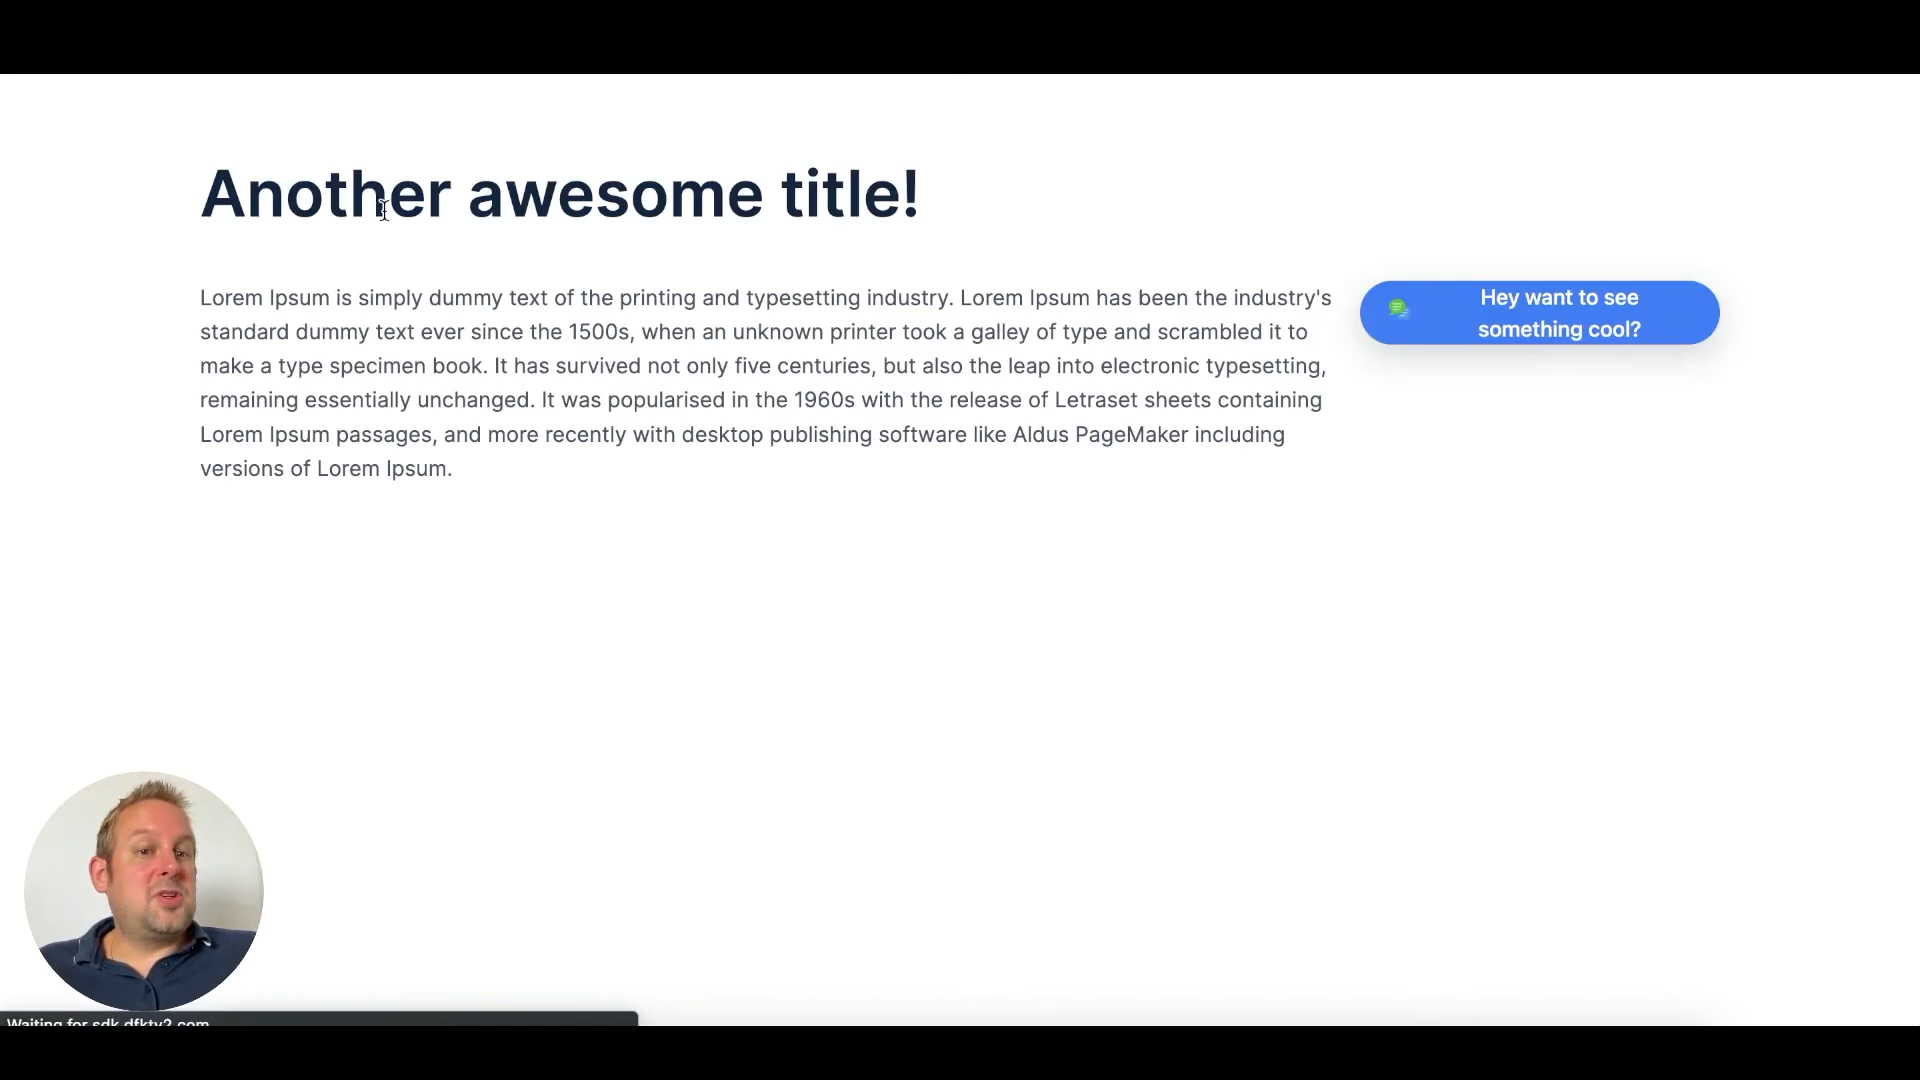 Another awesome title!
Lorem Ipsum is simply dummy text of the printing and typesetting industry. Lorem Ipsum has been the industry's
standard dummy text ever since the 1500s, when an unknown printer took a galley of type and scrambled it to
make a type specimen book. It has survived not only five centuries, but also the leap into electronic typesetting,
remaining essentially unchanged. It was popularised in the 1960s with the release of Letraset sheets containing
Lorem Ipsum passages, and more recently with desktop publishing software like Aldus PageMaker including
versions of Lorem Ipsum.
Hey want to see
something cool?
Waiting for sdk.dfktv2.com